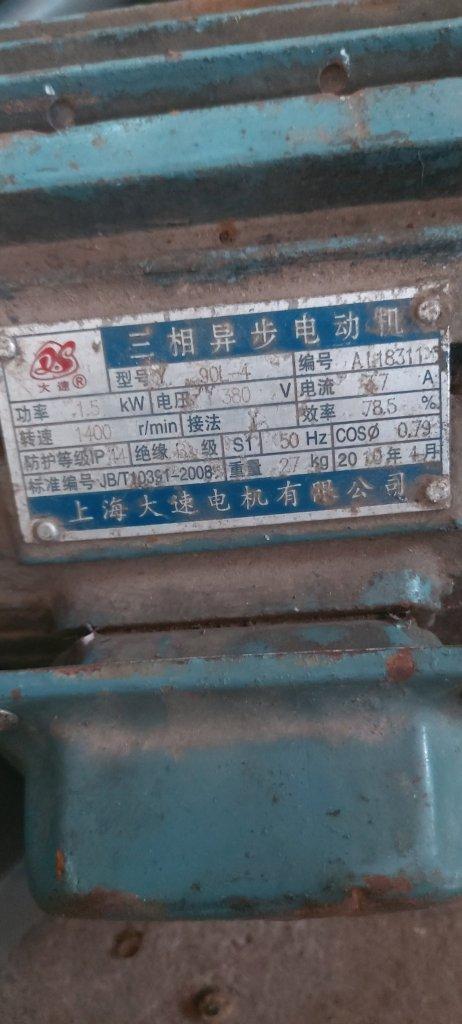 三相异步电动机
DS
大速®
型号 Y 90L-4 编号
功率 1.5 kW 电压 380 V 电流 A
转速 1400 r/min 接法 效率 78.5 %
防护等级IP 绝缘 级 S1 50 Hz COSØ 0.79
标准编号 JB/T10391-2008 重量 27 kg 年 月
上海大速电机有限公司